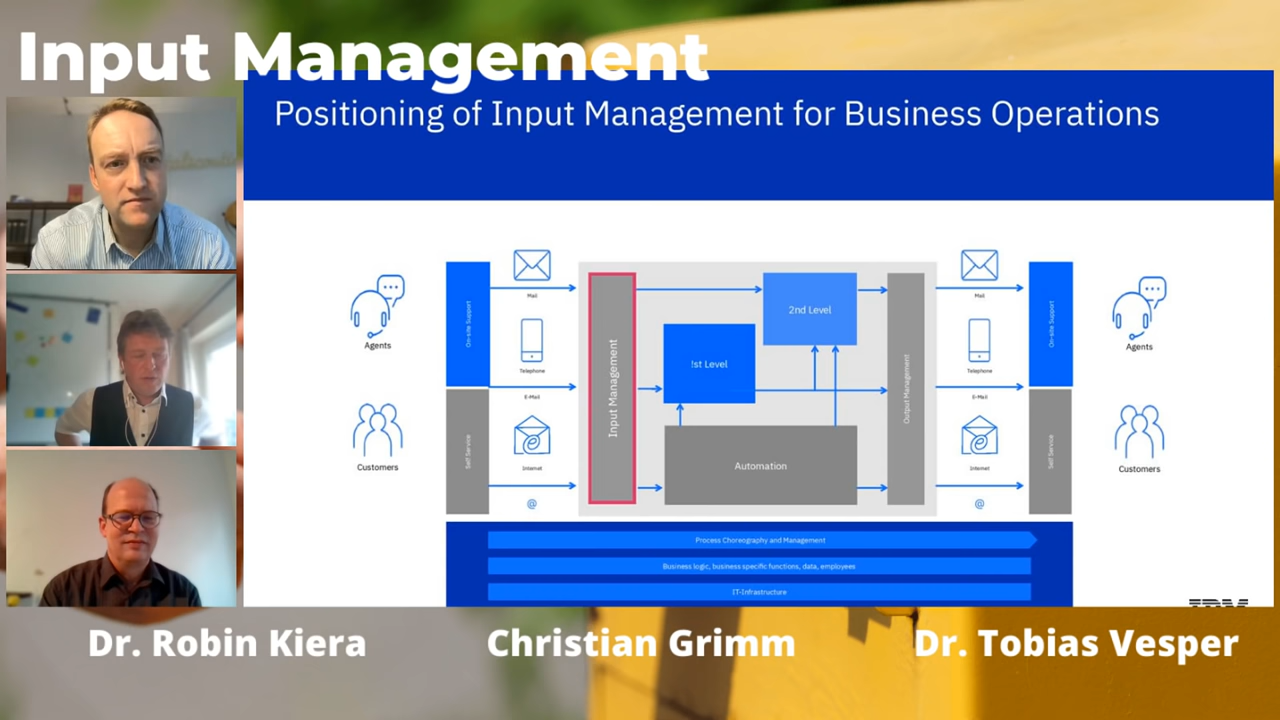 Input Management
Positioning of Input Management for Business Operations
Agents
Customers
On-site Support
Self Service
Mail
Telephone
E-Mail
Internet
@
Input Management
1st Level
2nd Level
Automation
Output Management
Mail
Telephone
E-Mail
Internet
@
On-site Support
Self Service
Agents
Customers
Process Choreography and Management
Business logic, business specific functions, data, employees
IT-Infrastructure
IBM
Dr. Robin Kiera
Christian Grimm
Dr. Tobias Vesper